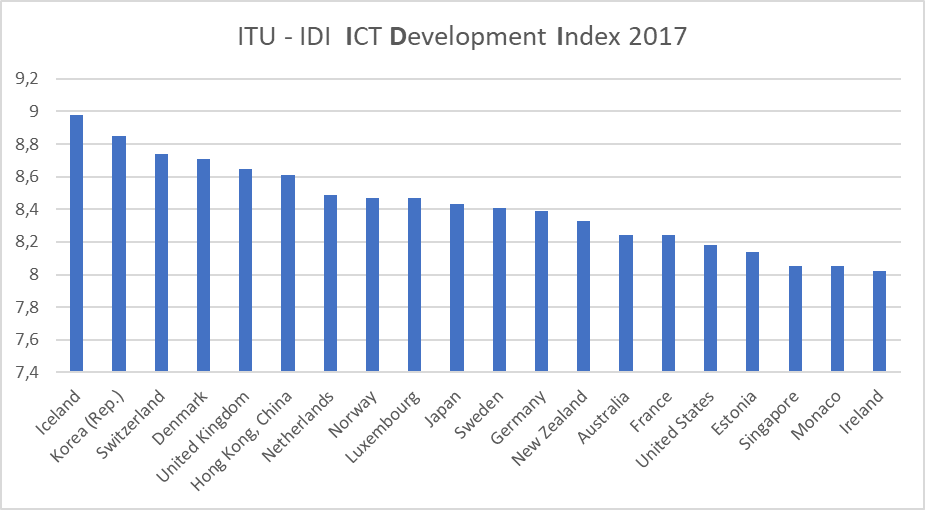 ITU - IDI ICT Development Index 2017
9,2
9
8,8
8,6
8,4
8,2
8
7,8
7,6
7,4
Iceland
Korea (Rep.)
Switzerland
Denmark
United Kingdom
Hong Kong, China
Netherlands
Norway
Luxembourg
Japan
Sweden
Germany
New Zealand
Australia
France
United States
Estonia
Singapore
Monaco
Ireland